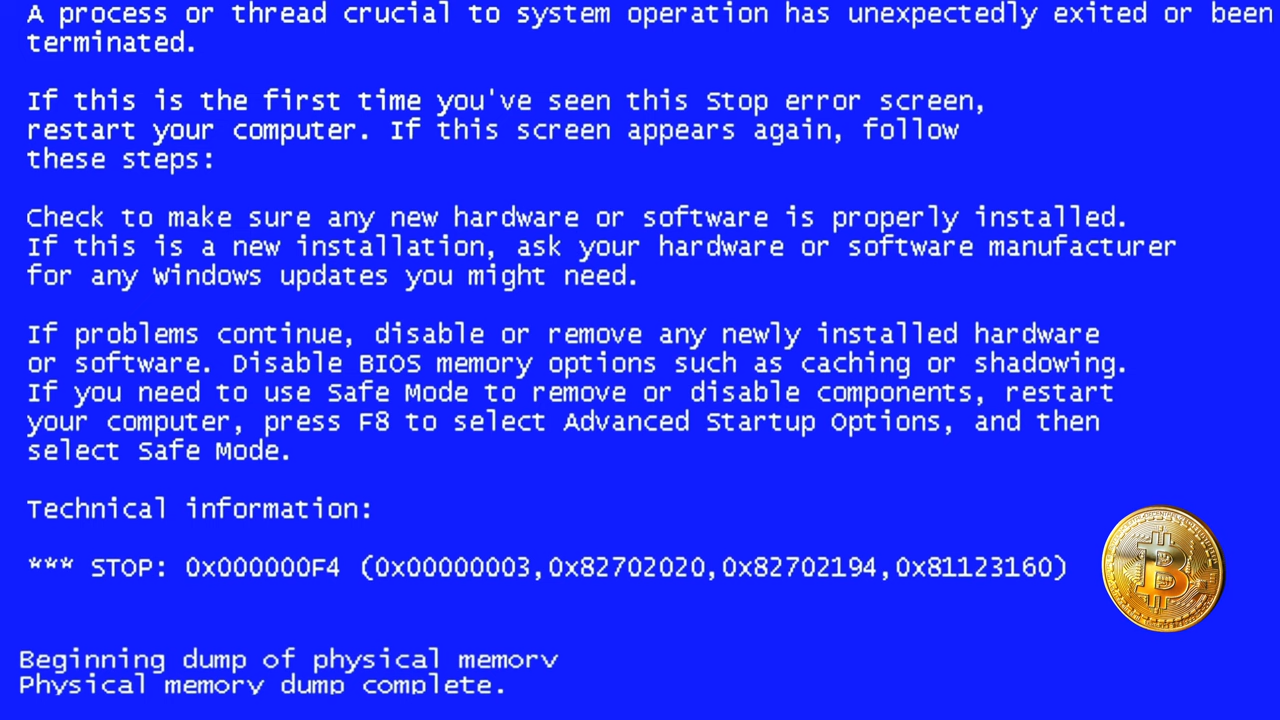 A process or thread crucial to system operation has unexpectedly exited or been
terminated.
If this is the first time you've seen this Stop error screen,
restart your computer. If this screen appears again, follow
these steps:
Check to make sure any new hardware or software is properly installed.
If this is a new installation, ask your hardware or software manufacturer
for any Windows updates you might need.
If problems continue, disable or remove any newly installed hardware
or software. Disable BIOS memory options such as caching or shadowing.
If you need to use Safe Mode to remove or disable components, restart
your computer, press F8 to select Advanced Startup Options, and then
select Safe Mode.
Technical information:
*** STOP: 0x000000F4 (0x00000003,0x82702020,0x82702194,0x81123160)
Beginning dump of physical memory
Physical memory dump complete.